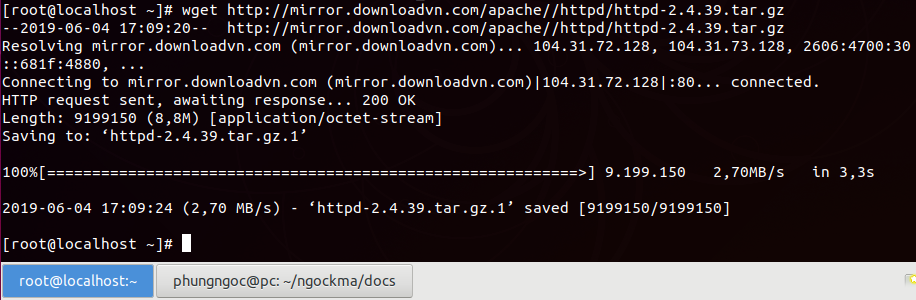 [root@localhost ~]# wget http://mirror.downloadvn.com/apache//httpd/httpd-2.4.39.tar.gz
--2019-06-04 17:09:20--  http://mirror.downloadvn.com/apache//httpd/httpd-2.4.39.tar.gz
Resolving mirror.downloadvn.com (mirror.downloadvn.com)... 104.31.72.128, 104.31.73.128, 2606:4700:30
::681f:4880, ...
Connecting to mirror.downloadvn.com (mirror.downloadvn.com)|104.31.72.128|:80... connected.
HTTP request sent, awaiting response... 200 OK
Length: 9199150 (8,8M) [application/octet-stream]
Saving to: ‘httpd-2.4.39.tar.gz.1’
100%[===========================================================>] 9.199.150   2,70MB/s   in 3,3s
2019-06-04 17:09:24 (2,70 MB/s) - ‘httpd-2.4.39.tar.gz.1’ saved [9199150/9199150]
[root@localhost ~]#
root@localhost:~ phungngoc@pc: ~/ngockma/docs